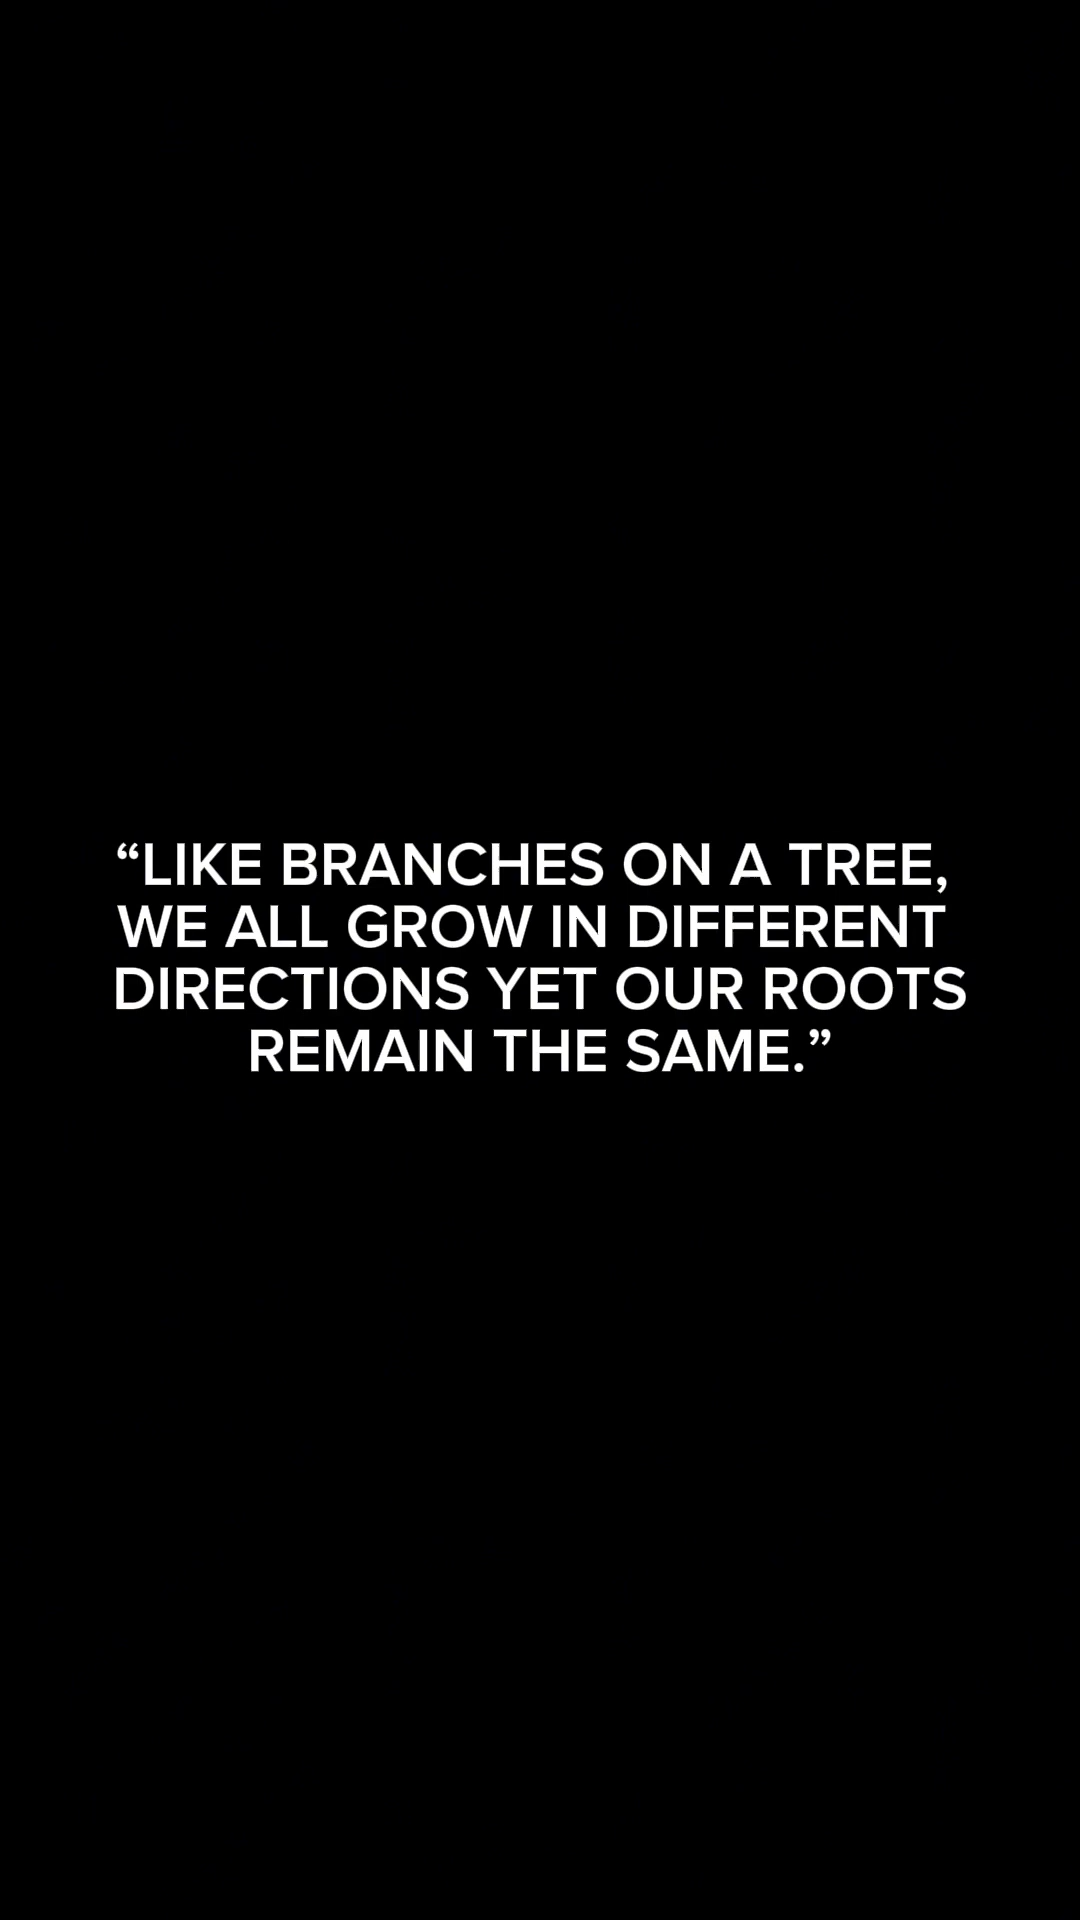 “LIKE BRANCHES ON A TREE,
WE ALL GROW IN DIFFERENT
DIRECTIONS YET OUR ROOTS
REMAIN THE SAME.”